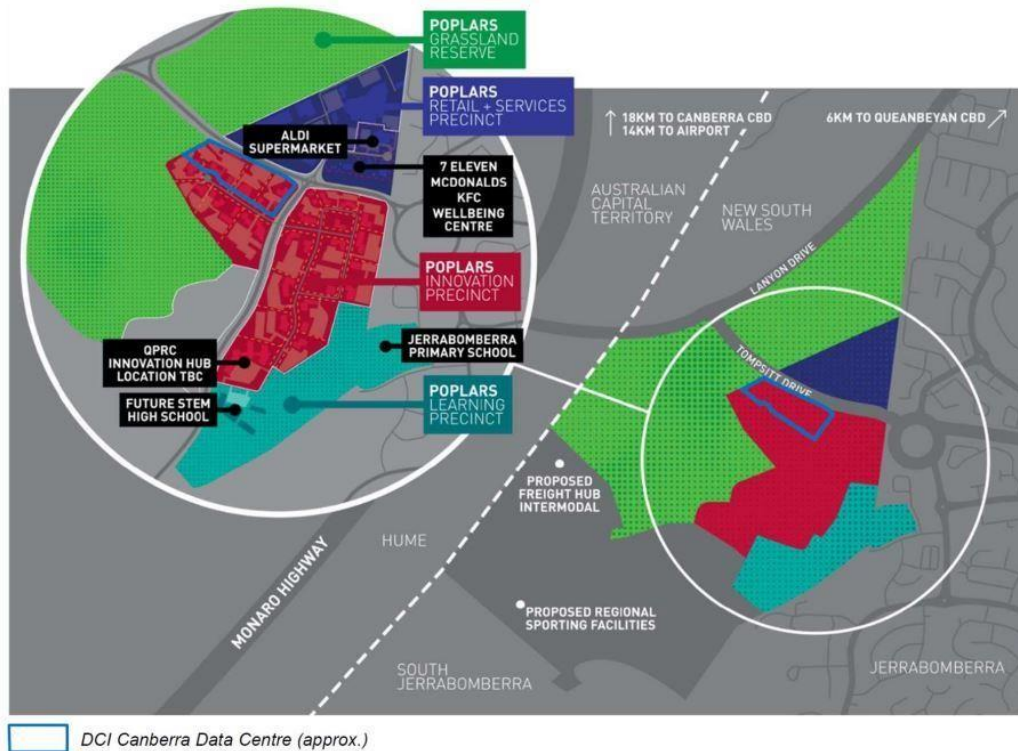 POPLARS
GRASSLAND
RESERVE
POPLARS
RETAIL + SERVICES
PRECINCT
ALDI
SUPERMARKET
7 ELEVEN
MCDONALDS
KFC
WELLBEING
CENTRE
POPLARS
INNOVATION
PRECINCT
QPRC
INNOVATION HUB
LOCATION TBC
JERRABOMBERRA
PRIMARY SCHOOL
FUTURE STEM
HIGH SCHOOL
POPLARS
LEARNING
PRECINCT
18KM TO CANBERRA CBD
14KM TO AIRPORT
6KM TO QUEANBEYAN CBD
AUSTRALIAN
CAPITAL
TERRITORY
NEW SOUTH
WALES
LANYON DRIVE
TOMPSITT DRIVE
PROPOSED
FREIGHT HUB
INTERMODAL
HUME
MONARO HIGHWAY
PROPOSED REGIONAL
SPORTING FACILITIES
SOUTH
JERRABOMBERRA
JERRABOMBERRA
DCI Canberra Data Centre (approx.)